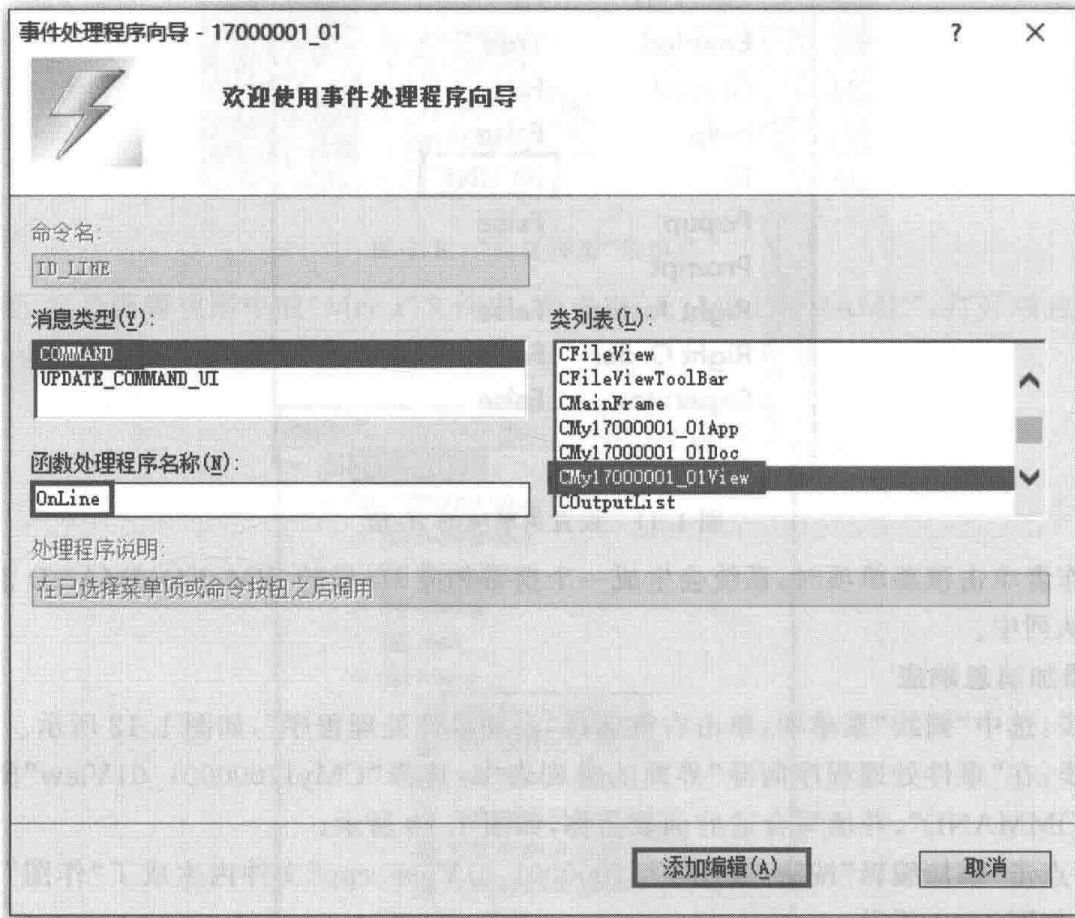 事件处理程序向导 - 17000001_01
? ×
欢迎使用事件处理程序向导
命令名:
ID_LINE
消息类型(Y):
COMMAND
UPDATE_COMMAND_UI
类列表(L):
CFileView
CFileViewToolBar
CMainFrame
CMy17000001_01App
CMy17000001_01Doc
CMy17000001_01View
COutputList
函数处理程序名称(N):
OnLine
处理程序说明:
在已选择菜单项或命令按钮之后调用
添加编辑(A)
取消